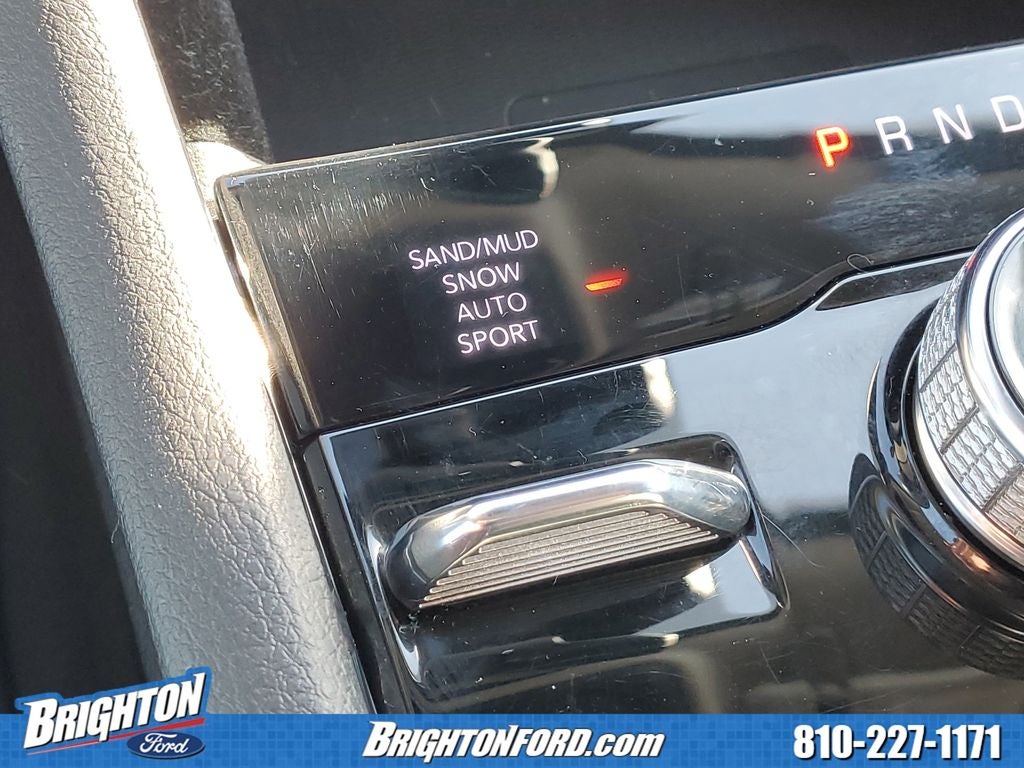 P R N D
SAND/MUD
SNOW
AUTO
SPORT
BRIGHTON
Ford
BRIGHTONFORD.com
810-227-1171